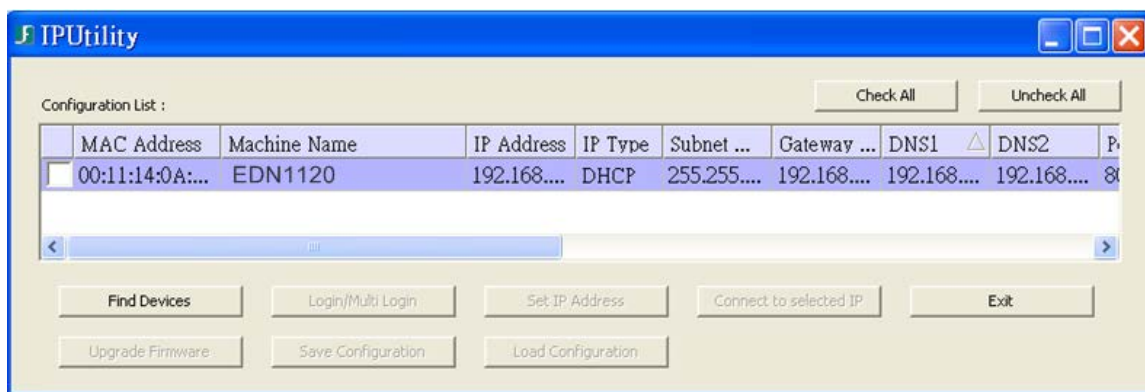 IPUtility
Check All Uncheck All
Configuration List :
MAC Address Machine Name IP Address IP Type Subnet ... Gateway ... DNS1 DNS2
00:11:14:0A:... EDN1120 192.168.... DHCP 255.255.... 192.168.... 192.168.... 192.168.... 80
Find Devices Login/Multi Login Set IP Address Connect to selected IP Exit
Upgrade Firmware Save Configuration Load Configuration